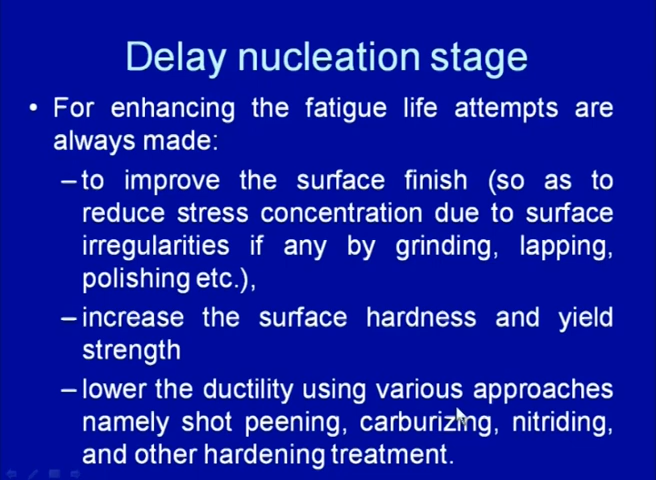 Delay nucleation stage
• For enhancing the fatigue life attempts are
always made:
–to improve the surface finish (so as to
reduce stress concentration due to surface
irregularities if any by grinding, lapping,
polishing etc.),
–increase the surface hardness and yield
strength
–lower the ductility using various approaches
namely shot peening, carburizing, nitriding,
and other hardening treatment.